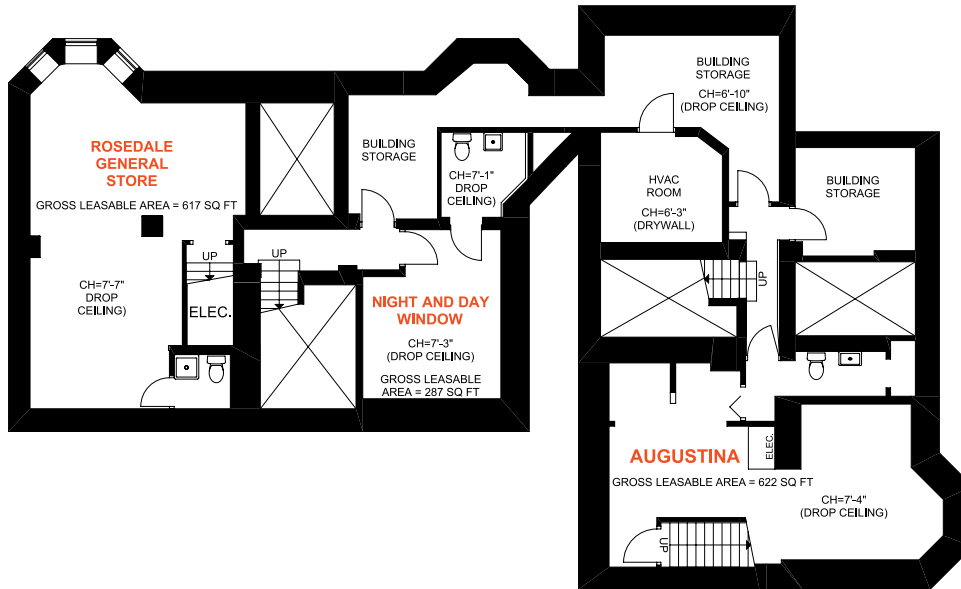 ROSEDALE
GENERAL
STORE
GROSS LEASABLE AREA = 617 SQ FT
CH=7'-7"
DROP
CEILING)
UP
ELEC.
UP
BUILDING
STORAGE
CH=7'-1"
DROP
CEILING)
NIGHT AND DAY
WINDOW
CH=7'-3"
(DROP CEILING)
GROSS LEASABLE
AREA = 287 SQ FT
BUILDING
STORAGE
CH=6'-10"
(DROP CEILING)
HVAC
ROOM
CH=6'-3"
(DRYWALL)
BUILDING
STORAGE
UP
AUGUSTINA
GROSS LEASABLE AREA = 622 SQ FT
ELEC.
CH=7'-4"
(DROP CEILING)
UP